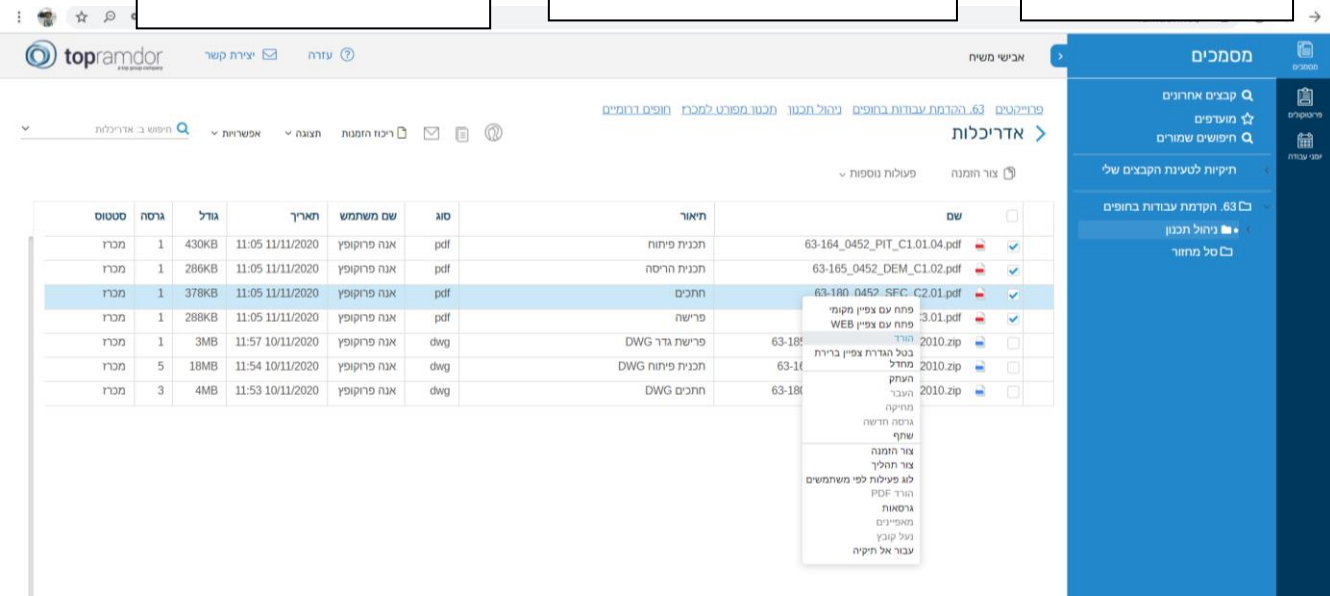 topramdor
a top group company
יצירת קשר
עזרה
אבישי משיח
מסמכים
מסמכים
פרוטוקולים
יומני עבודה
קבצים אחרונים
מועדפים
חיפושים שמורים
תיקיות לטעינת הקבצים שלי
63. הקדמת עבודות בחופים
ניהול תכנון
סל מחזור
פרוייקטים 63. הקדמת עבודות בחופים ניהול תכנון תכנון מפורט למכרז חופים דרומיים
אדריכלות
ריכוז הזמנות תצוגה אפשרויות חיפוש ב: אדריכלות
צור הזמנה פעולות נוספות
שם תיאור סוג שם משתמש תאריך גודל גרסה סטטוס
63-164_0452_PIT_C1.01.04.pdf תכנית פיתוח pdf אנה פרוקופץ 11/11/2020 11:05 430KB 1 מכרז
63-165_0452_DEM_C1.02.pdf תכנית הריסה pdf אנה פרוקופץ 11/11/2020 11:05 286KB 1 מכרז
63-180_0452_SEC_C2.01.pdf חתכים pdf אנה פרוקופץ 11/11/2020 11:05 378KB 1 מכרז
3.01.pdf פרישה pdf אנה פרוקופץ 11/11/2020 11:05 288KB 1 מכרז
63-185 2010.zip פרישת גדר DWG dwg אנה פרוקופץ 10/11/2020 11:57 3MB 1 מכרז
63-16 2010.zip תכנית פיתוח DWG dwg אנה פרוקופץ 10/11/2020 11:54 18MB 5 מכרז
63-180 2010.zip חתכים DWG dwg אנה פרוקופץ 10/11/2020 11:53 4MB 3 מכרז
פתח עם צפיין מקומי
פתח עם צפיין WEB
הורד
בטל הגדרת צפיין ברירת
מחדל
העתק
העבר
מחיקה
גרסה חדשה
שתף
צור הזמנה
צור תהליך
לוג פעילות לפי משתמשים
הורד PDF
גרסאות
מאפיינים
נעל קובץ
עבור אל תיקיה